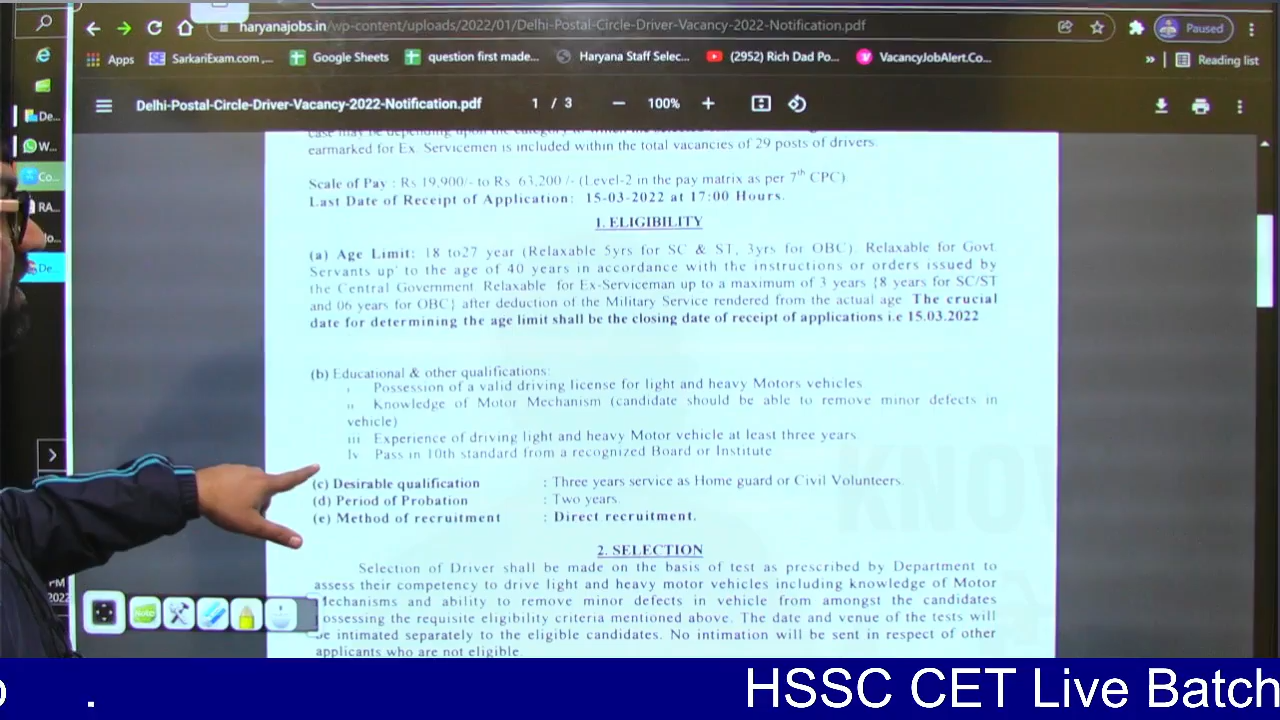 haryanajobs.in/wp-content/uploads/2022/01/Delhi-Postal-Circle-Driver-Vacancy-2022-Notification.pdf
Paused
Apps
SarkariExam.com ,...
Google Sheets
question first made...
Haryana Staff Selec...
(2952) Rich Dad Po...
VacancyJobAlert.Co...
»
Reading list
Delhi-Postal-Circle-Driver-Vacancy-2022-Notification.pdf
1 / 3
100%
De...
W...
Co...
RA...
De
earmarked for Ex. Servicemen is included within the total vacancies of 29 posts of drivers.
Scale of Pay : Rs 19,900/- to Rs 63,200 /- (Level-2 in the pay matrix as per 7th CPC).
Last Date of Receipt of Application: 15-03-2022 at 17:00 Hours.
1. ELIGIBILITY
(a) Age Limit: 18 to27 year (Relaxable 5yrs for SC & ST, 3yrs for OBC). Relaxable for Govt.
Servants up' to the age of 40 years in accordance with the instructions or orders issued by
the Central Government Relaxable for Ex-Serviceman up to a maximum of 3 years {8 years for SC/ST
and 06 years for OBC} after deduction of the Military Service rendered from the actual age The crucial
date for determining the age limit shall be the closing date of receipt of applications i.e 15.03.2022
(b) Educational & other qualifications:
i Possession of a valid driving license for light and heavy Motors vehicles
ii Knowledge of Motor Mechanism (candidate should be able to remove minor defects in
vehicle)
iii Experience of driving light and heavy Motor vehicle at least three years
Iv Pass in 10th standard from a recognized Board or Institute
(c) Desirable qualification : Three years service as Home guard or Civil Volunteers.
(d) Period of Probation : Two years.
(e) Method of recruitment : Direct recruitment.
2. SELECTION
Selection of Driver shall be made on the basis of test as prescribed by Department to
assess their competency to drive light and heavy motor vehicles including knowledge of Motor
Mechanisms and ability to remove minor defects in vehicle from amongst the candidates
possessing the requisite eligibility criteria mentioned above. The date and venue of the tests will
be intimated separately to the eligible candidates. No intimation will be sent in respect of other
applicants who are not eligible.
KNOW
PM
2022
Note
HSSC CET Live Batch